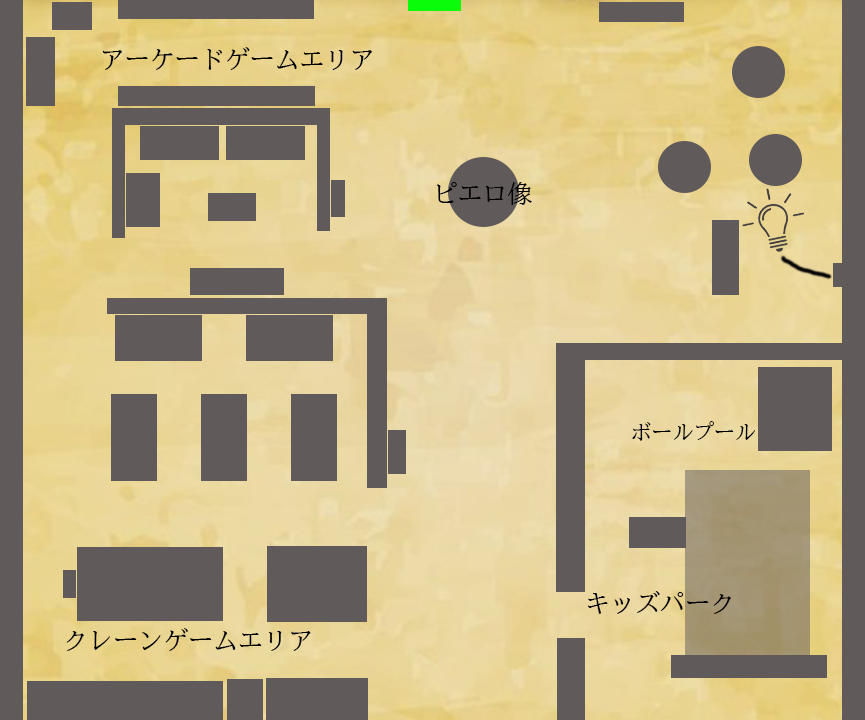 アーケードゲームエリア
ピエロ像
ボールプール
キッズパーク
クレーンゲームエリア